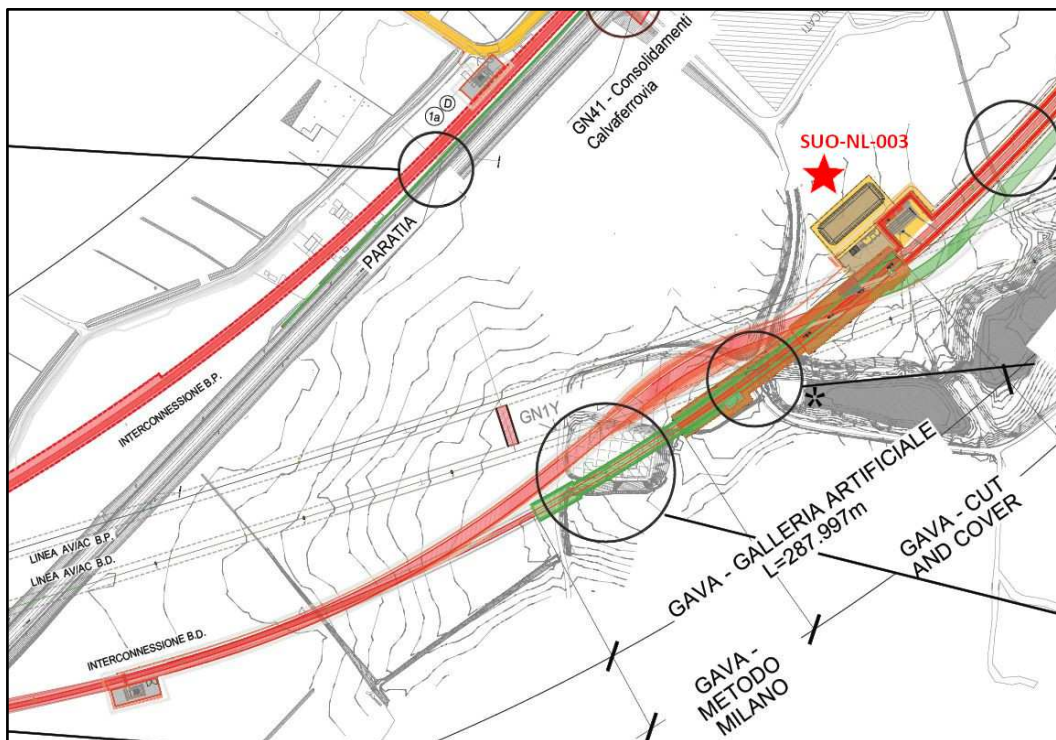 GN41 - Consolidamenti
Calvaferrovia
SUO-NL-003
1a
D
PARATIA
INTERCONNESSIONE B.P.
GN1Y
*
LINEA AV/AC B.P.
LINEA AV/AC B.D.
INTERCONNESSIONE B.D.
GAVA - GALLERIA ARTIFICIALE
L=287.997m
GAVA - CUT
AND COVER
GAVA -
METODO
MILANO